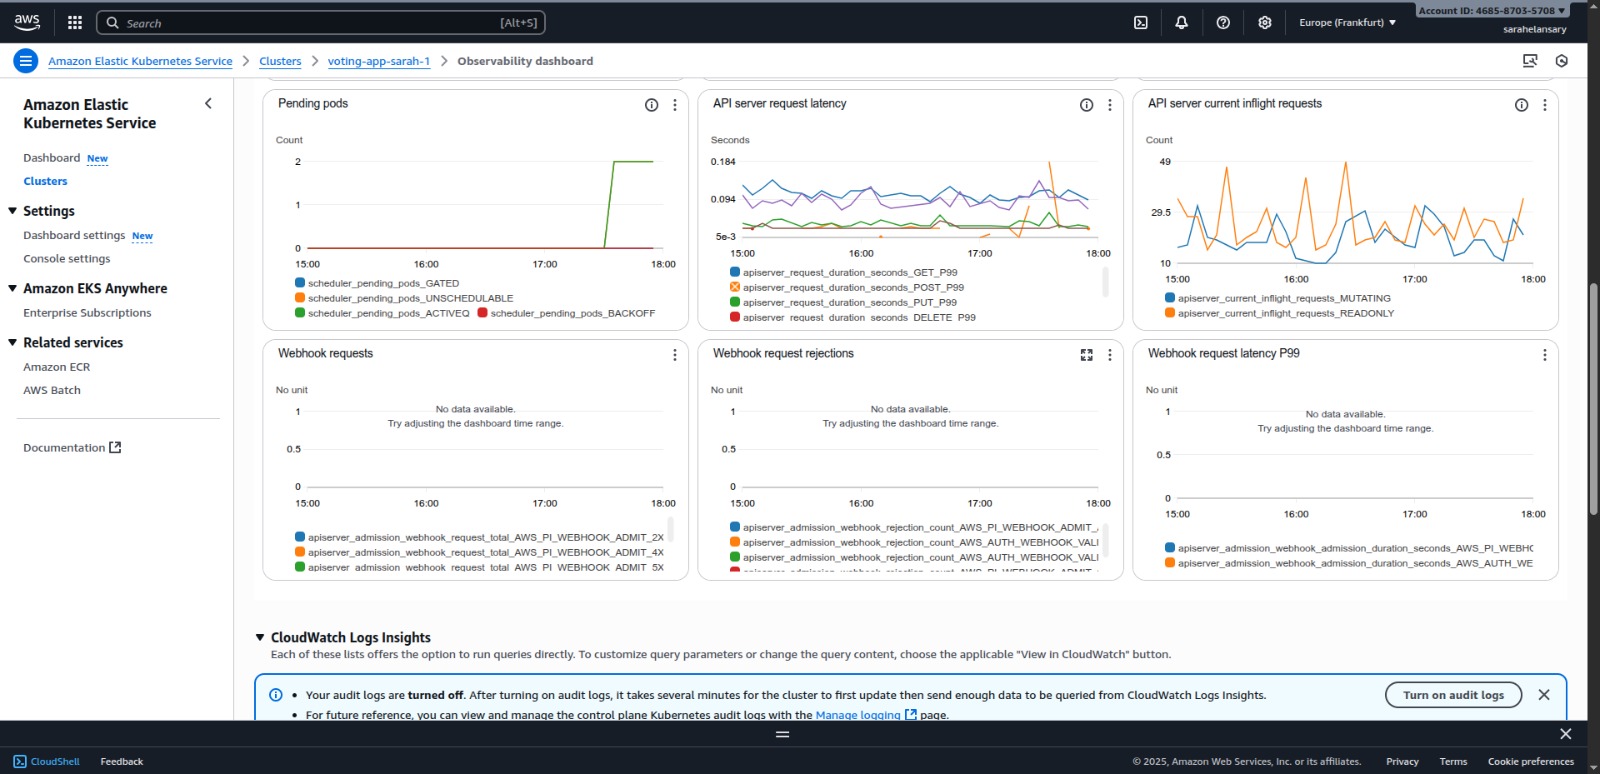 aws
Search [Alt+S]
Europe (Frankfurt) ▼
Account ID: 4685-8703-5708 ▼
sarahelansary
Amazon Elastic Kubernetes Service > Clusters > voting-app-sarah-1 > Observability dashboard
Amazon Elastic
Kubernetes Service
Dashboard New
Clusters
Settings
Dashboard settings New
Console settings
Amazon EKS Anywhere
Enterprise Subscriptions
Related services
Amazon ECR
AWS Batch
Documentation
Pending pods
Count
2
1
0
15:00 16:00 17:00 18:00
scheduler_pending_pods_GATED
scheduler_pending_pods_UNSCHEDULABLE
scheduler_pending_pods_ACTIVEQ scheduler_pending_pods_BACKOFF
API server request latency
Seconds
0.184
0.094
5e-3
15:00 16:00 17:00 18:00
apiserver_request_duration_seconds_GET_P99
apiserver_request_duration_seconds_POST_P99
apiserver_request_duration_seconds_PUT_P99
apiserver_request_duration_seconds_DELETE_P99
API server current inflight requests
Count
49
29.5
10
15:00 16:00 17:00 18:00
apiserver_current_inflight_requests_MUTATING
apiserver_current_inflight_requests_READONLY
Webhook requests
No unit
No data available.
Try adjusting the dashboard time range.
1
0.5
0
15:00 16:00 17:00 18:00
apiserver_admission_webhook_request_total_AWS_PI_WEBHOOK_ADMIT_2X
apiserver_admission_webhook_request_total_AWS_PI_WEBHOOK_ADMIT_4X
apiserver_admission_webhook_request_total_AWS_PI_WEBHOOK_ADMIT_5X
Webhook request rejections
No unit
No data available.
Try adjusting the dashboard time range.
1
0.5
0
15:00 16:00 17:00 18:00
apiserver_admission_webhook_rejection_count_AWS_PI_WEBHOOK_ADMIT_
apiserver_admission_webhook_rejection_count_AWS_AUTH_WEBHOOK_VALI
apiserver_admission_webhook_rejection_count_AWS_AUTH_WEBHOOK_VALI
apiserver_admission_webhook_rejection_count_AWS_PI_WEBHOOK_ADMIT_
Webhook request latency P99
No unit
No data available.
Try adjusting the dashboard time range.
1
0.5
0
15:00 16:00 17:00 18:00
apiserver_admission_webhook_admission_duration_seconds_AWS_PI_WEBHC
apiserver_admission_webhook_admission_duration_seconds_AWS_AUTH_WE
CloudWatch Logs Insights
Each of these lists offers the option to run queries directly. To customize query parameters or change the query content, choose the applicable "View in CloudWatch" button.
• Your audit logs are turned off. After turning on audit logs, it takes several minutes for the cluster to first update then send enough data to be queried from CloudWatch Logs Insights.
Turn on audit logs
• For future reference, you can view and manage the control plane Kubernetes audit logs with the Manage logging page.
CloudShell Feedback
© 2025, Amazon Web Services, Inc. or its affiliates. Privacy Terms Cookie preferences